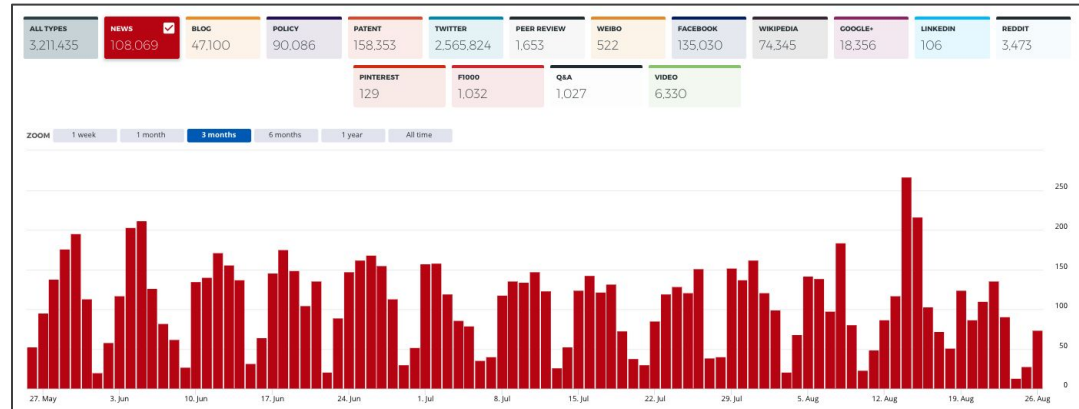 ALL TYPES NEWS BLOG POLICY PATENT TWITTER PEER REVIEW WEIBO FACEBOOK WIKIPEDIA GOOGLE+ LINKEDIN REDDIT
3,211,435 108,069 47,100 90,086 158,353 2,565,824 1,653 522 135,030 74,345 18,356 106 3,473
PINTEREST F1000 Q&A VIDEO
129 1,032 1,027 6,330
ZOOM 1 week 1 month 3 months 6 months 1 year All time
250
200
150
100
50
0
27. May 3. Jun 10. Jun 17. Jun 24. Jun 1. Jul 8. Jul 15. Jul 22. Jul 29. Jul 5. Aug 12. Aug 19. Aug 26. Aug